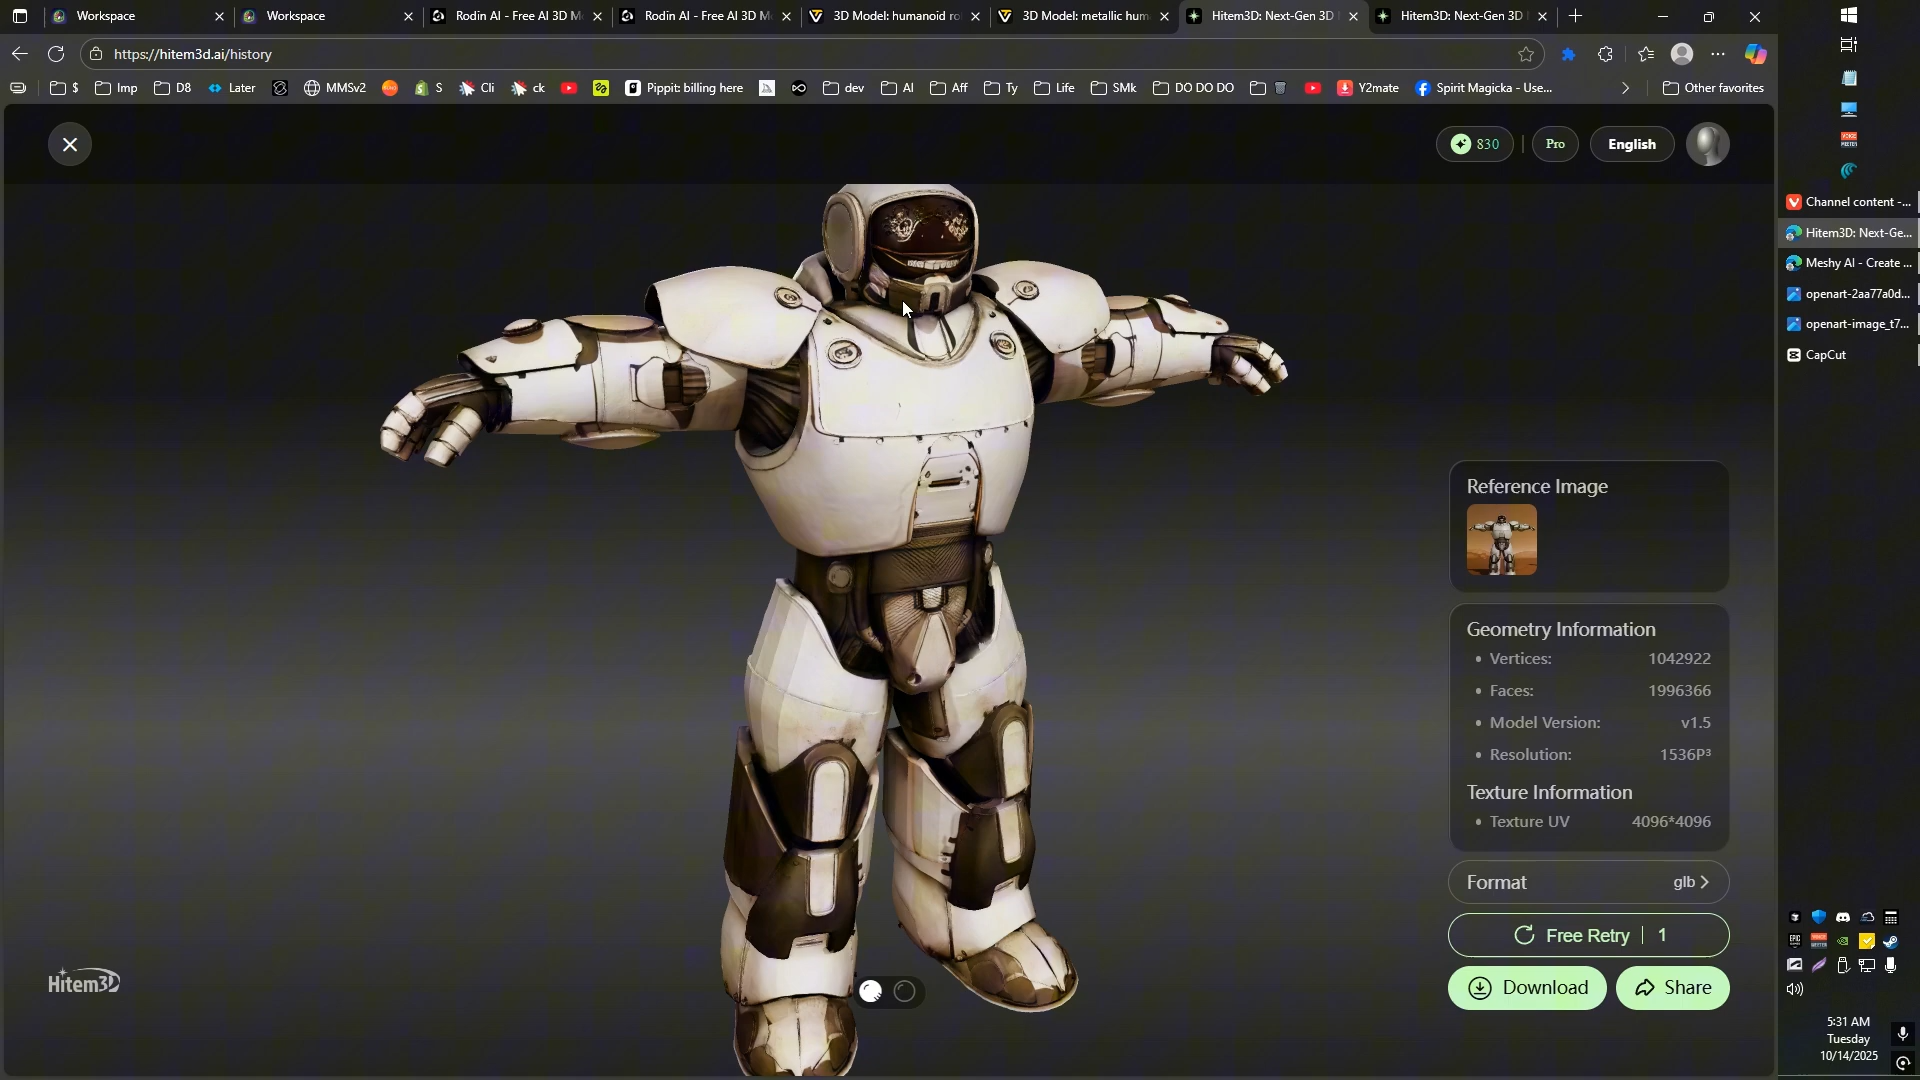 Workspace
Workspace
Rodin AI - Free AI 3D M
Rodin AI - Free AI 3D M
3D Model: humanoid ro
3D Model: metallic hum
Hitem3D: Next-Gen 3D
Hitem3D: Next-Gen 3D
https://hitem3d.ai/history
$
Imp
D8
Later
MMSv2
S
Cli
ck
Pippit: billing here
dev
AI
Aff
Ty
Life
SMk
DO DO DO
Y2mate
Spirit Magicka - Use...
Other favorites
830
Pro
English
Channel content -...
Hitem3D: Next-Ge...
Meshy AI - Create ...
openart-2aa77a0d...
openart-image_t7...
CapCut
Reference Image
Geometry Information
Vertices: 1042922
Faces: 1996366
Model Version: v1.5
Resolution: 1536P³
Texture Information
Texture UV 4096*4096
Format glb
Free Retry 1
Download
Share
Hitem3D
5:31 AM
Tuesday
10/14/2025